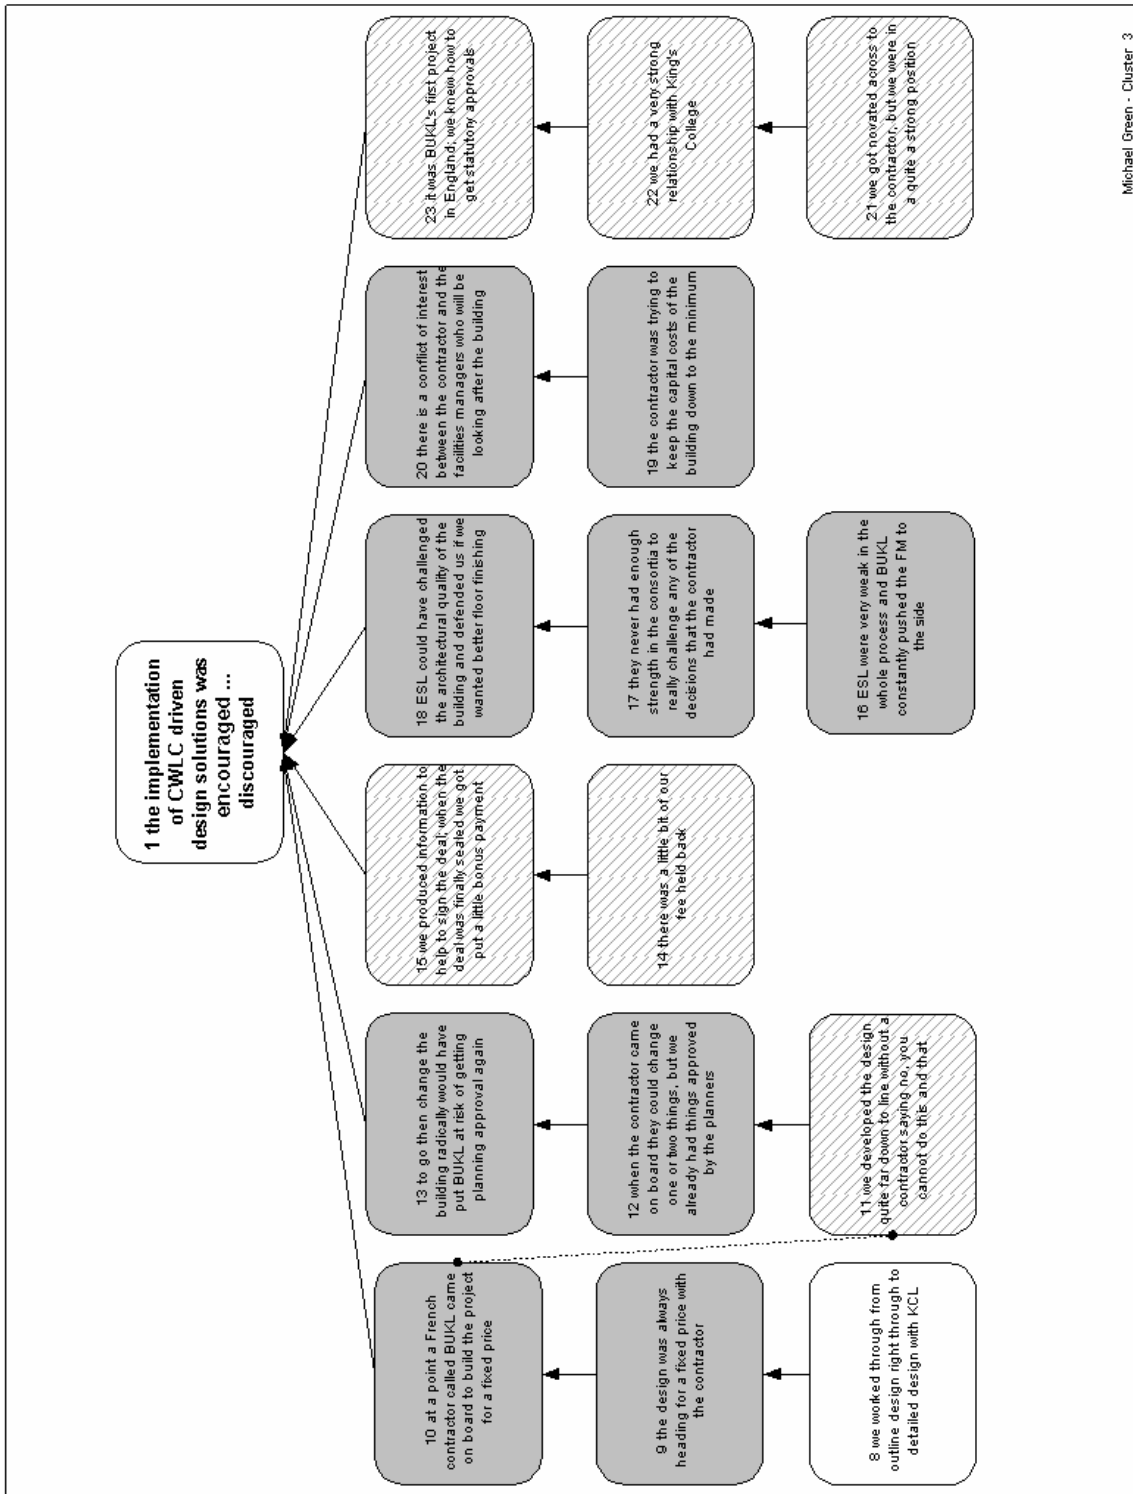 1 the implementation
of CWLC driven
design solutions was
encouraged ...
discouraged
10 at a point a French
contractor called BUKL came
on board to build the project
for a fixed price
13 to go then change the
building radically would have
put BUKL at risk of getting
planning approval again
15 we produced information to
help to sign the deal; when the
deal was finally sealed we got
put a little bonus payment
18 ESL could have challenged
the architectural quality of the
building and defended us if we
wanted better floor finishing
20 there is a conflict of interest
between the contractor and the
facilities managers who will be
looking after the building
23 it was BUKL's first project
in England; we knew how to
get statutory approvals
9 the design was always
heading for a fixed price with
the contractor
12 when the contractor came
on board they could change
one or two things, but we
already had things approved
by the planners
14 there was a little bit of our
fee held back
17 they never had enough
strength in the consortia to
really challenge any of the
decisions that the contractor
had made
19 the contractor was trying to
keep the capital costs of the
building down to the minimum
22 we had a very strong
relationship with King's
College
8 we worked through from
outline design right through to
detailed design with KCL
11 we developed the design
quite far down to line without a
contractor saying no, you
cannot do this and that
16 ESL were very weak in the
whole process and BUKL
constantly pushed the FM to
the side
21 we got novated across to
the contractor, but we were in
a quite a strong position
Michael Green - Cluster 3